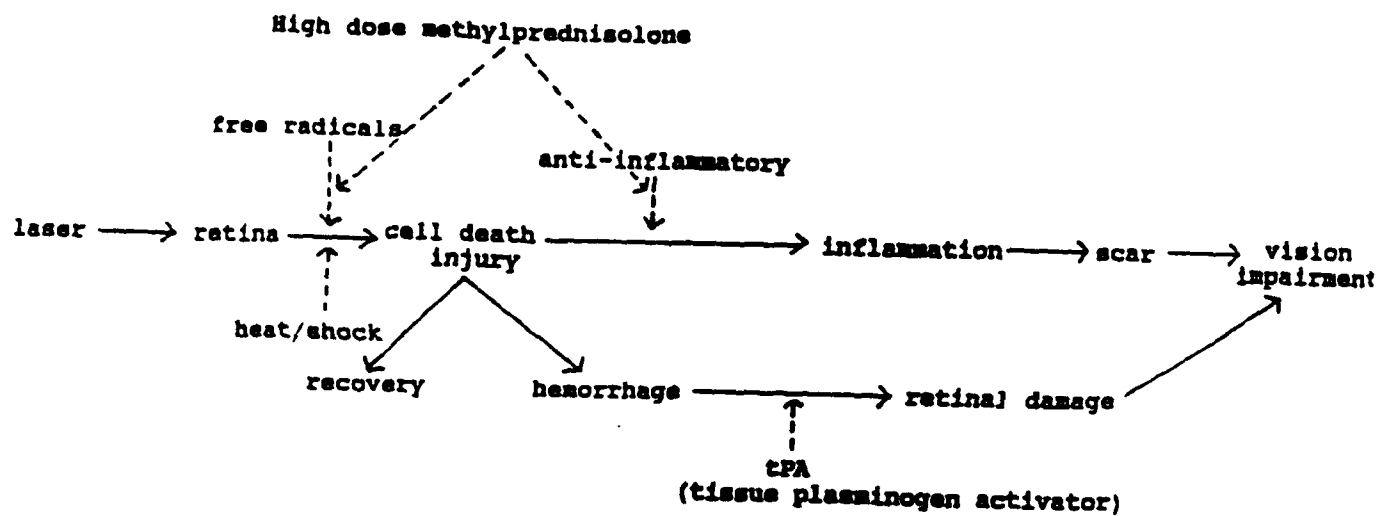 High dose methylprednisolone
free radicals
anti-inflammatory
laser
retina
cell death
injury
inflammation
scar
vision
impairment
heat/shock
recovery
hemorrhage
retinal damage
tPA
(tissue plasminogen activator)